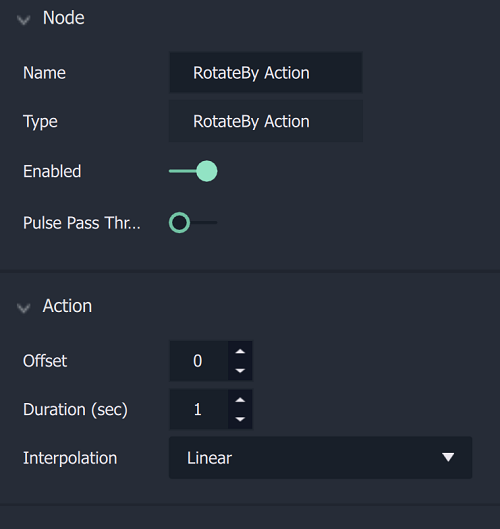 Node
Name RotateBy Action
Type RotateBy Action
Enabled
Pulse Pass Thr...
Action
Offset 0
Duration (sec) 1
Interpolation Linear